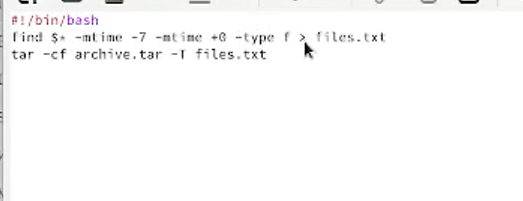 #!/bin/bash
find $* -mtime -7 -mtime +0 -type f > files.txt
tar -cf archive.tar -T files.txt